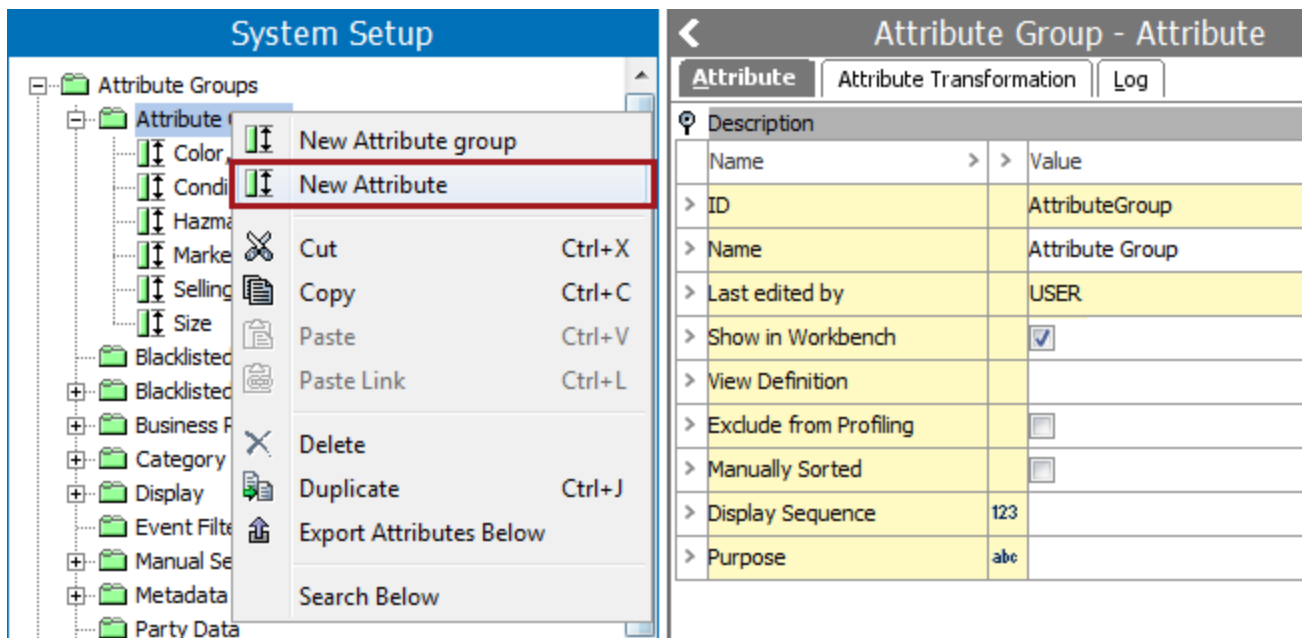 System Setup
Attribute Groups
Attribute
Color,
Condi
Hazma
Marke
Selling
Size
Blacklisted
Blacklisted
Business
Category
Display
Event Filte
Manual Se
Metadata
Party Data
New Attribute group
New Attribute
Cut Ctrl+X
Copy Ctrl+C
Paste Ctrl+V
Paste Link Ctrl+L
Delete
Duplicate Ctrl+J
Export Attributes Below
Search Below
Attribute Group - Attribute
Attribute Attribute Transformation Log
Description
Name > > Value
> ID AttributeGroup
> Name Attribute Group
> Last edited by USER
> Show in Workbench
> View Definition
> Exclude from Profiling
> Manually Sorted
> Display Sequence 123
> Purpose abc